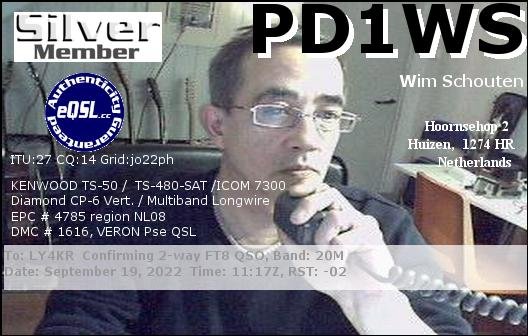 Silver
Member
PD1WS
Wim Schouten
Authenticity
eQSL.cc
Guaranteed
Hoornsehop 2
Huizen, 1274 HR
Netherlands
ITU:27 CQ:14 Grid:jo22ph
KENWOOD TS-50 / TS-480-SAT /ICOM 7300
Diamond CP-6 Vert. / Multiband Longwire
EPC # 4785 region NL08
DMC # 1616, VERON Pse QSL
To: LY4KR Confirming 2-way FT8 QSO, Band: 20M
Date: September 19, 2022 Time: 11:17Z, RST: -02